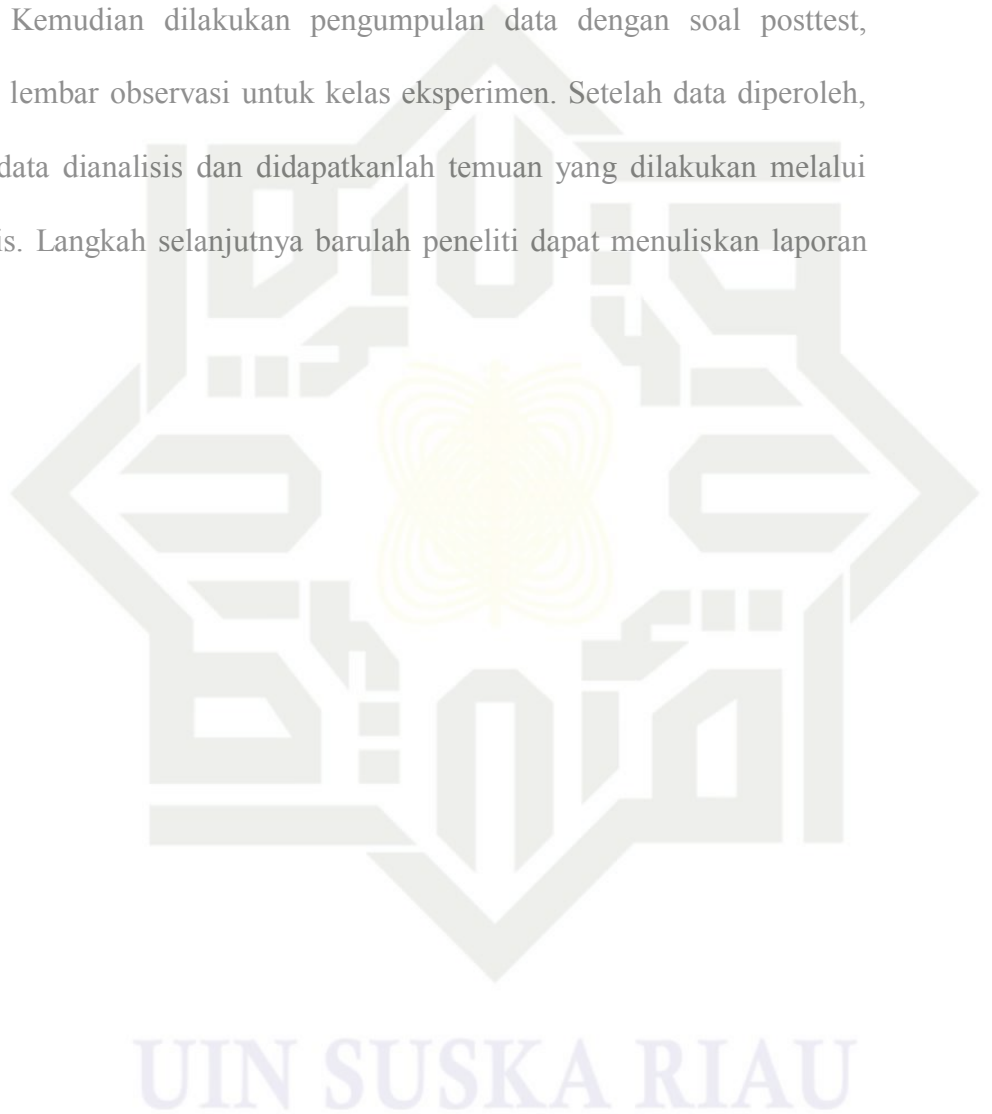 Kemudian dilakukan pengumpulan data dengan soal posttest,
lembar observasi untuk kelas eksperimen. Setelah data diperoleh,
data dianalisis dan didapatkanlah temuan yang dilakukan melalui
is. Langkah selanjutnya barulah peneliti dapat menuliskan laporan
UIN SUSKA RIAU